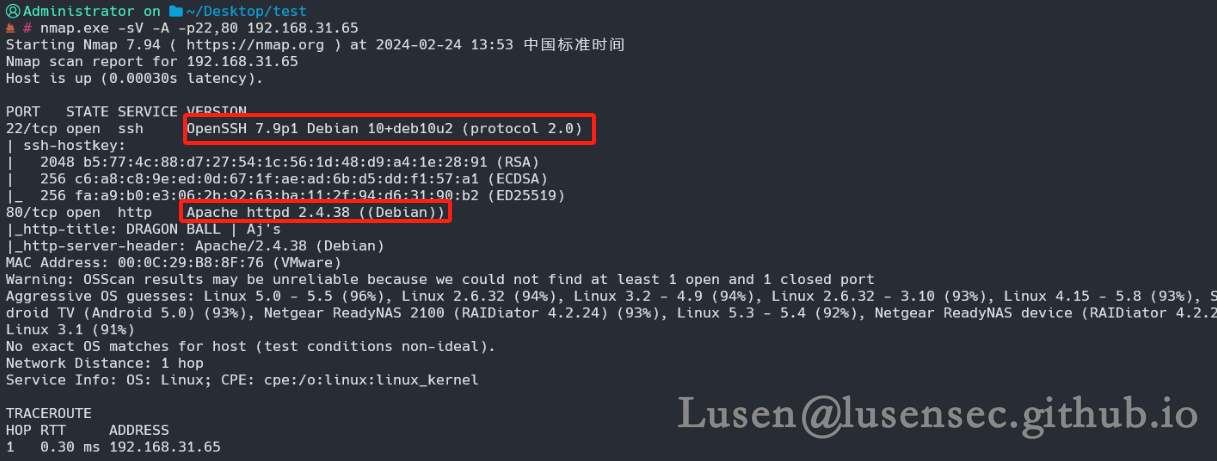 Administrator on ~/Desktop/test
# nmap.exe -sV -A -p22,80 192.168.31.65
Starting Nmap 7.94 ( https://nmap.org ) at 2024-02-24 13:53 中国标准时间
Nmap scan report for 192.168.31.65
Host is up (0.00030s latency).

PORT   STATE SERVICE VERSION
22/tcp open  ssh     OpenSSH 7.9p1 Debian 10+deb10u2 (protocol 2.0)
| ssh-hostkey:
|   2048 b5:77:4c:88:d7:27:54:1c:56:1d:48:d9:a4:1e:28:91 (RSA)
|   256 c6:a8:c8:9e:ed:0d:67:1f:ae:ad:6b:d5:dd:f1:57:a1 (ECDSA)
|_  256 fa:a9:b0:e3:06:2b:92:63:ba:11:2f:94:d6:31:90:b2 (ED25519)
80/tcp open  http    Apache httpd 2.4.38 ((Debian))
|_http-title: DRAGON BALL | Aj's
|_http-server-header: Apache/2.4.38 (Debian)
MAC Address: 00:0C:29:B8:8F:76 (VMware)
Warning: OSScan results may be unreliable because we could not find at least 1 open and 1 closed port
Aggressive OS guesses: Linux 5.0 - 5.5 (96%), Linux 2.6.32 (94%), Linux 3.2 - 4.9 (94%), Linux 2.6.32 - 3.10 (93%), Linux 4.15 - 5.8 (93%), S
droid TV (Android 5.0) (93%), Netgear ReadyNAS 2100 (RAIDiator 4.2.24) (93%), Linux 5.3 - 5.4 (92%), Netgear ReadyNAS device (RAIDiator 4.2.2
Linux 3.1 (91%)
No exact OS matches for host (test conditions non-ideal).
Network Distance: 1 hop
Service Info: OS: Linux; CPE: cpe:/o:linux:linux_kernel

TRACEROUTE
HOP RTT     ADDRESS
1   0.30 ms 192.168.31.65
Lusen@lusensec.github.io